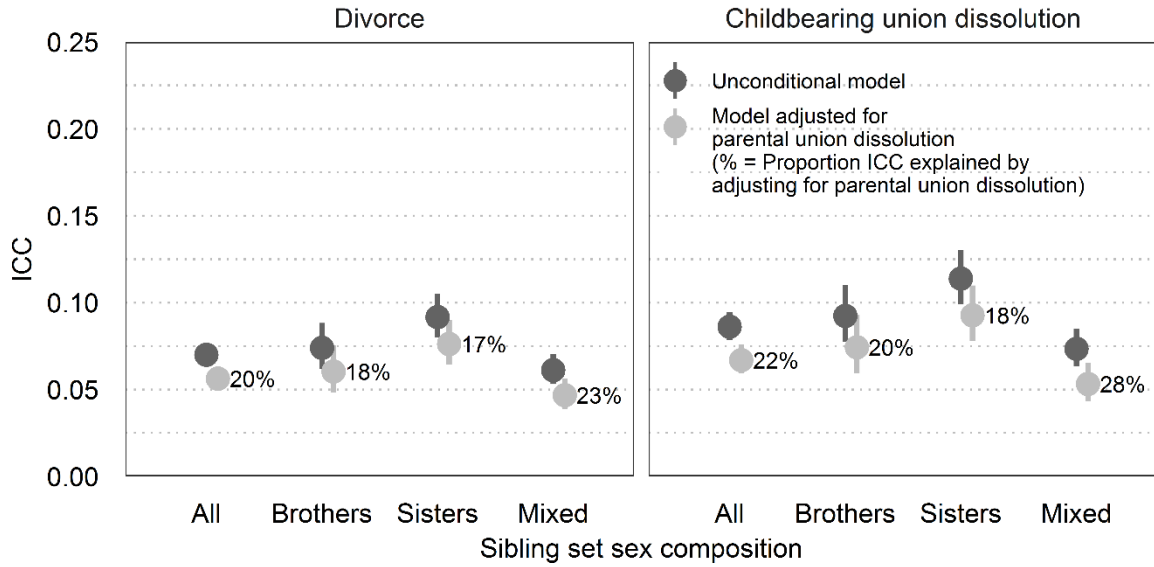 Divorce
Childbearing union dissolution
0.25
0.20
0.15
0.10
0.05
0.00
ICC
Unconditional model
Model adjusted for
parental union dissolution
(% = Proportion ICC explained by
adjusting for parental union dissolution)
20%
18%
17%
23%
22%
20%
18%
28%
All Brothers Sisters Mixed
All Brothers Sisters Mixed
Sibling set sex composition